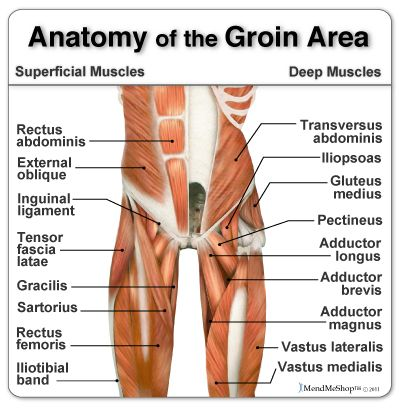 Anatomy of the Groin Area
Superficial Muscles
Deep Muscles
Rectus
abdominis
External
oblique
Inguinal
ligament
Tensor
fascia
latae
Gracilis
Sartorius
Rectus
femoris
Iliotibial
band
Transversus
abdominis
Iliopsoas
Gluteus
medius
Pectineus
Adductor
longus
Adductor
brevis
Adductor
magnus
Vastus lateralis
Vastus medialis
MendMeShop™ © 2011